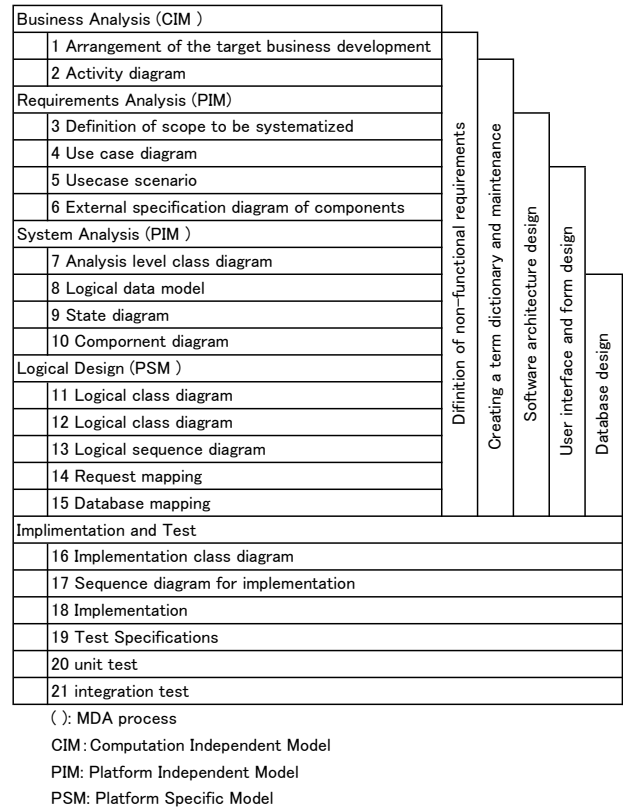 Business Analysis (CIM )
1 Arrangement of the target business development
2 Activity diagram
Requirements Analysis (PIM)
3 Definition of scope to be systematized
4 Use case diagram
5 Usecase scenario
6 External specification diagram of components
System Analysis (PIM )
7 Analysis level class diagram
8 Logical data model
9 State diagram
10 Compornent diagram
Logical Design (PSM )
11 Logical class diagram
12 Logical class diagram
13 Logical sequence diagram
14 Request mapping
15 Database mapping
Difinition of non-functional requirements
Creating a term dictionary and maintenance
Software architecture design
User interface and form design
Database design
Implimentation and Test
16 Implementation class diagram
17 Sequence diagram for implementation
18 Implementation
19 Test Specifications
20 unit test
21 integration test
( ): MDA process
CIM: Computation Independent Model
PIM: Platform Independent Model
PSM: Platform Specific Model